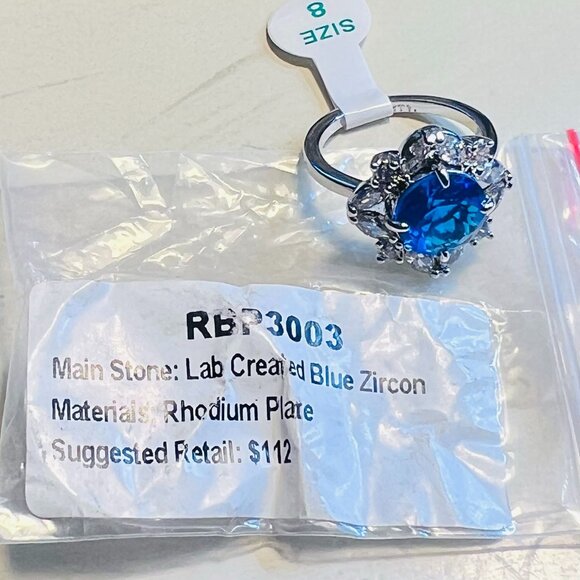 SIZE
8
RBP3003
Main Stone: Lab Created Blue Zircon
Materials: Rhodium Plate
Suggested Retail: $112